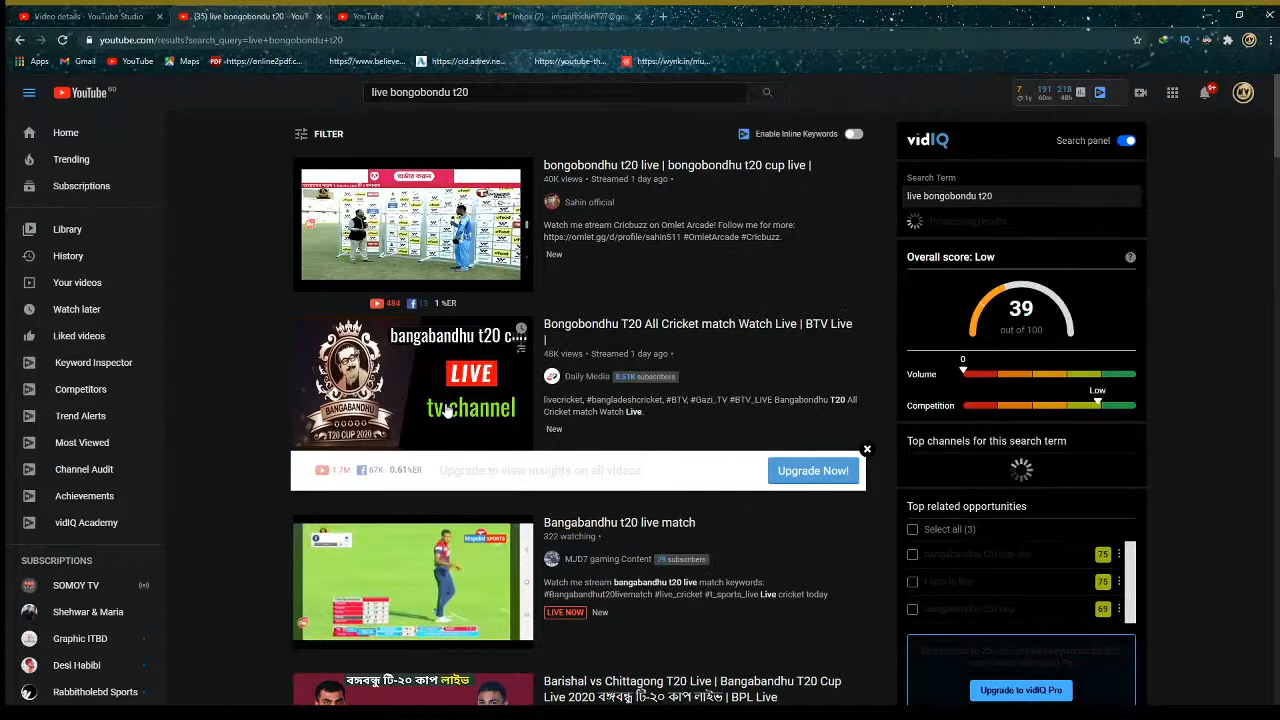 Video details - YouTube Studio
(35) live bongobondu t20 - YouT
YouTube
Inbox (2) - imranhoshin777@g
youtube.com/results?search_query=live+bongobondu+t20
Apps
Gmail
YouTube
Maps
https://online2pdf.c...
https://www.believe...
https://cid.adrev.ne...
https://youtube-th...
https://wynk.in/mu...
YouTube BD
live bongobondu t20
7
1y
191
60m
218
48h
9+
Home
Trending
Subscriptions
Library
History
Your videos
Watch later
Liked videos
Keyword Inspector
Competitors
Trend Alerts
Most Viewed
Channel Audit
Achievements
vidIQ Academy
SUBSCRIPTIONS
SOMOY TV
Shehwar & Maria
Graphic ITBD
Desi Habibi
Rabbitholebd Sports
FILTER
Enable Inline Keywords
bongobondhu t20 live | bongobondhu t20 cup live |
40K views • Streamed 1 day ago •
Sahin official
Watch me stream Cricbuzz on Omlet Arcade! Follow me for more:
https://omlet.gg/d/profile/sahin511 #OmletArcade #Cricbuzz.
New
484 13 1 %ER
bangabandhu t20 c...
LIVE
tv channel
BANGABANDHU
T20 CUP 2020
Bongobondhu T20 All Cricket match Watch Live | BTV Live
|
48K views • Streamed 1 day ago •
Daily Media 8.51K subscribers
livecricket, #bangladeshcricket, #BTV, #Gazi_TV #BTV_LIVE Bangabandhu T20 All
Cricket match Watch Live.
New
1.7M 67K 0.61%ER
Upgrade to view insights on all videos
Upgrade Now!
Bangabandhu t20 live match
322 watching •
MJD7 gaming Content 79 subscribers
Watch me stream bangabandhu t20 live match keywords:
#Bangabandhut20livematch #live_cricket #t_sports_live Live cricket today
LIVE NOW New
বঙ্গবন্ধু টি-২০ কাপ লাইভ
Barishal vs Chittagong T20 Live | Bangabandhu T20 Cup
Live 2020 বঙ্গবন্ধু টি-২০ কাপ লাইভ | BPL Live
vidIQ
Search panel
Search Term
live bongobondu t20
Processing results
Overall score: Low
39
out of 100
0
Volume
Low
Competition
Top channels for this search term
Top related opportunities
Select all (3)
75
75
69
Upgrade to vidIQ Pro